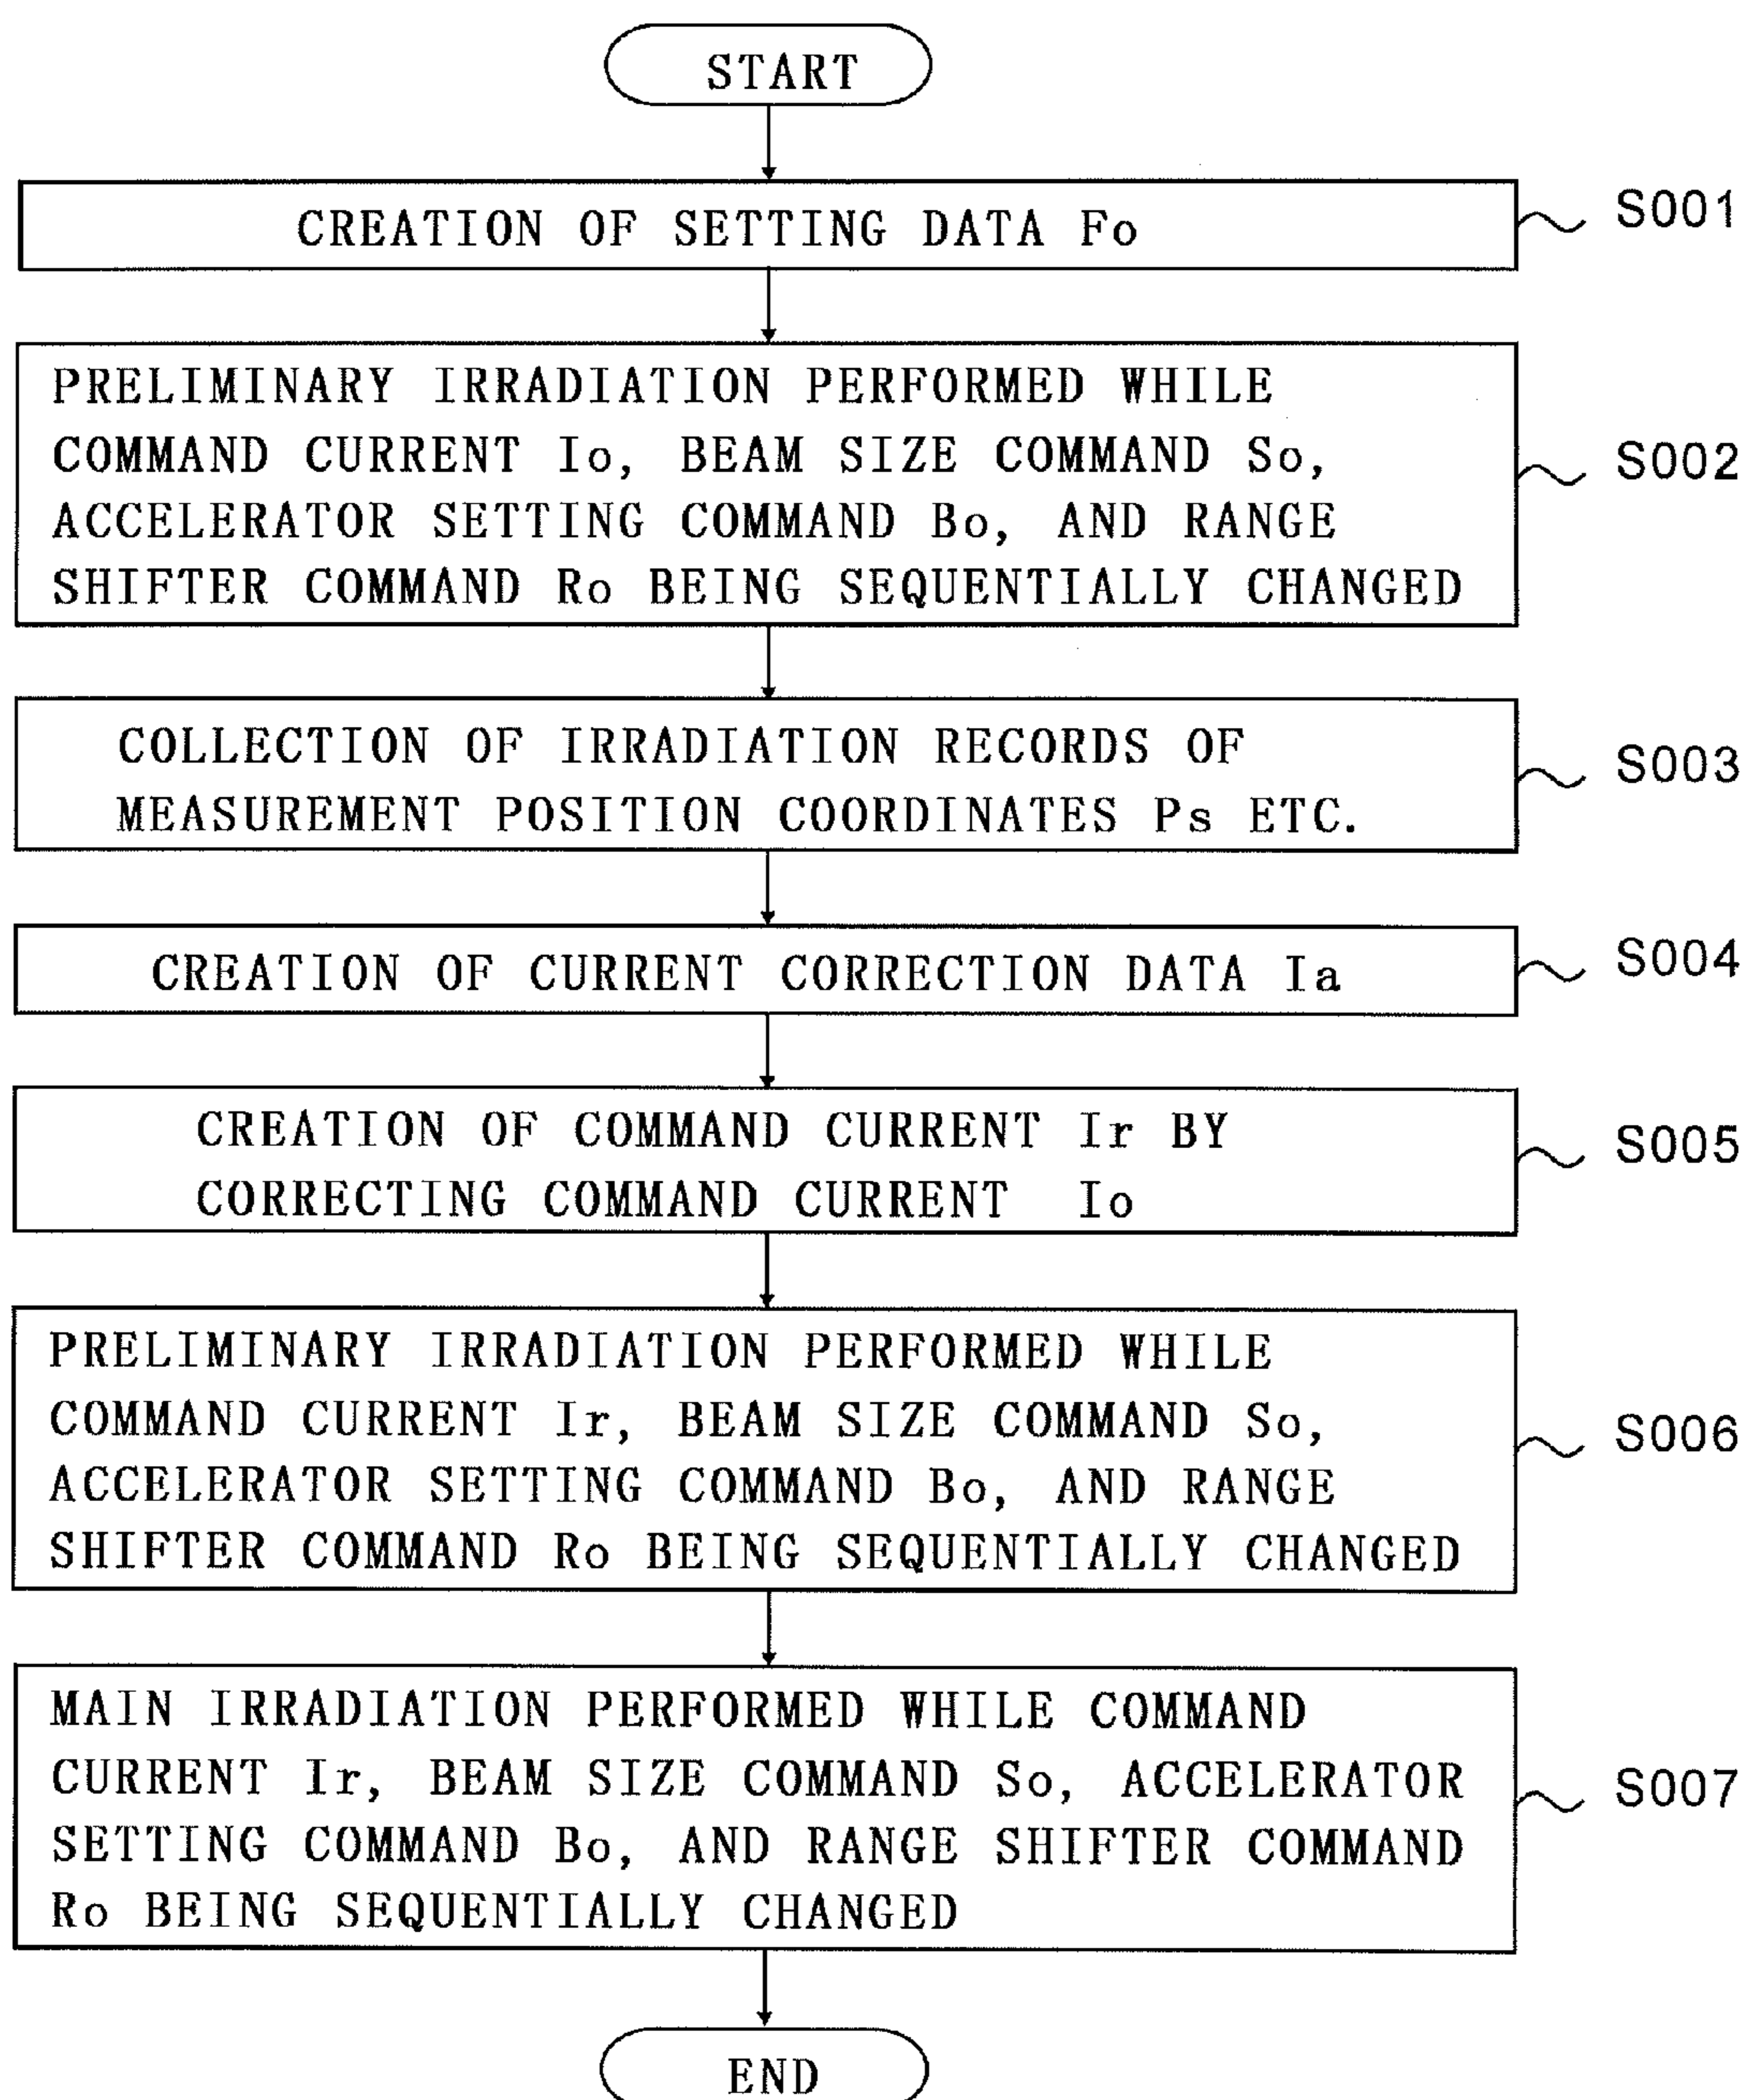 START
CREATION OF SETTING DATA Fo
S001
PRELIMINARY IRRADIATION PERFORMED WHILE
COMMAND CURRENT Io, BEAM SIZE COMMAND So,
ACCELERATOR SETTING COMMAND Bo, AND RANGE
SHIFTER COMMAND Ro BEING SEQUENTIALLY CHANGED
S002
COLLECTION OF IRRADIATION RECORDS OF
MEASUREMENT POSITION COORDINATES Ps ETC.
S003
CREATION OF CURRENT CORRECTION DATA Ia
S004
CREATION OF COMMAND CURRENT Ir BY
CORRECTING COMMAND CURRENT Io
S005
PRELIMINARY IRRADIATION PERFORMED WHILE
COMMAND CURRENT Ir, BEAM SIZE COMMAND So,
ACCELERATOR SETTING COMMAND Bo, AND RANGE
SHIFTER COMMAND Ro BEING SEQUENTIALLY CHANGED
S006
MAIN IRRADIATION PERFORMED WHILE COMMAND
CURRENT Ir, BEAM SIZE COMMAND So, ACCELERATOR
SETTING COMMAND Bo, AND RANGE SHIFTER COMMAND
Ro BEING SEQUENTIALLY CHANGED
S007
END